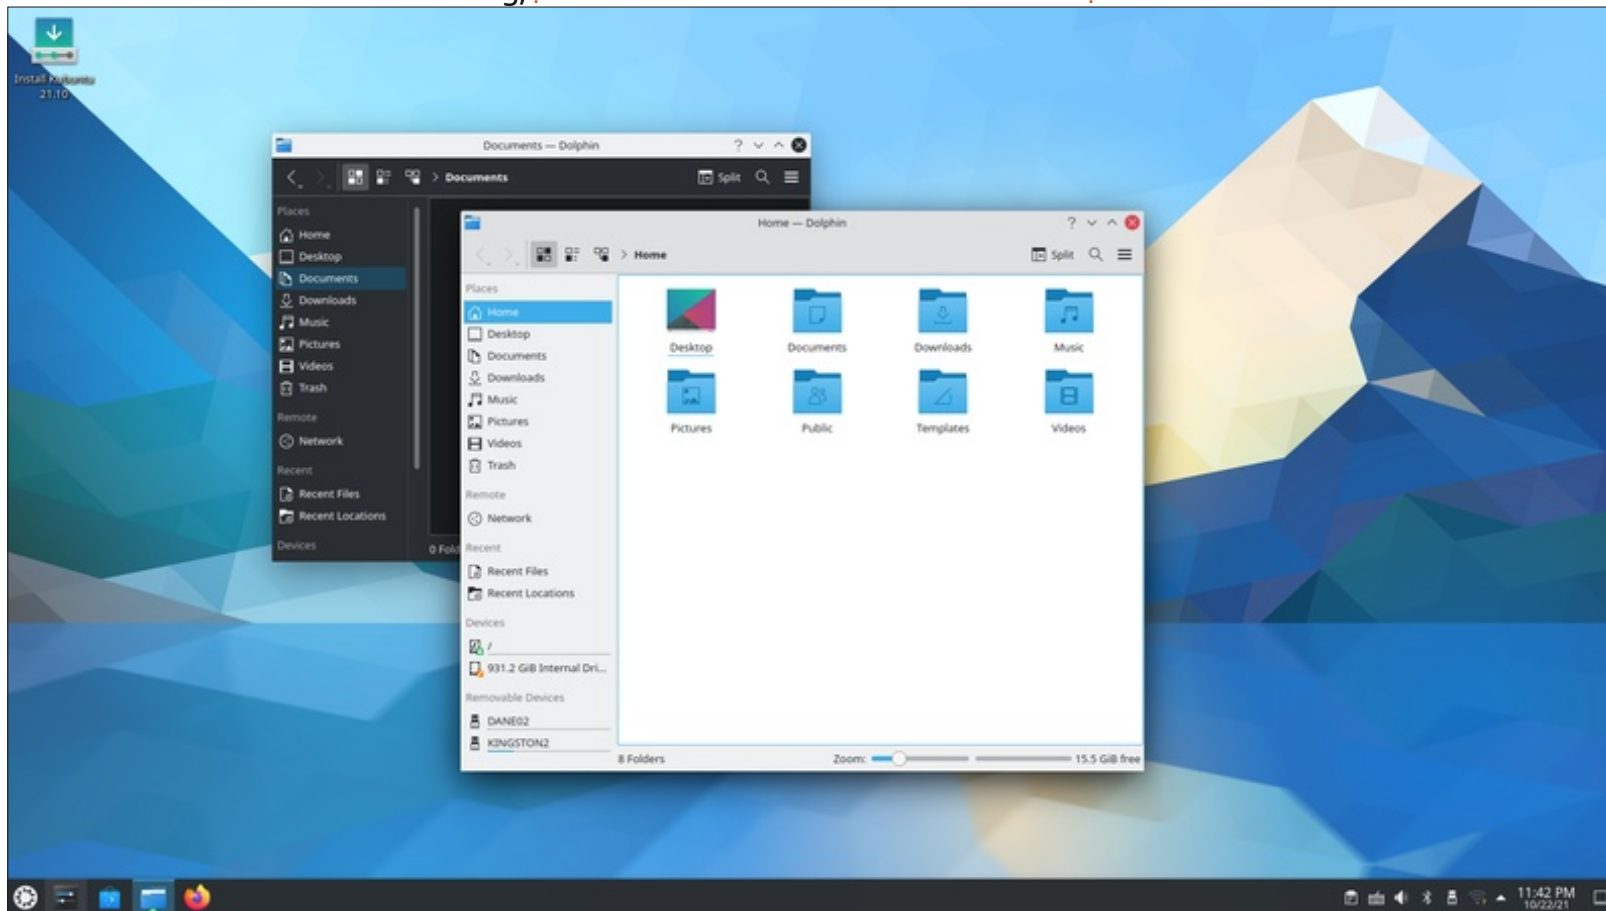 Install Kubuntu
21.10
Documents — Dolphin
Documents
Split
Places
Home
Desktop
Documents
Downloads
Music
Pictures
Videos
Trash
Remote
Network
Recent
Recent Files
Recent Locations
Devices
0 Fold
Home — Dolphin
Home
Split
Places
Home
Desktop
Documents
Downloads
Music
Pictures
Videos
Trash
Remote
Network
Recent
Recent Files
Recent Locations
Devices
/
931.2 GiB Internal Dri...
Removable Devices
DANE02
KINGSTON2
Desktop Documents Downloads Music
Pictures Public Templates Videos
8 Folders Zoom: 15.5 GiB free
11:42 PM
10/22/21